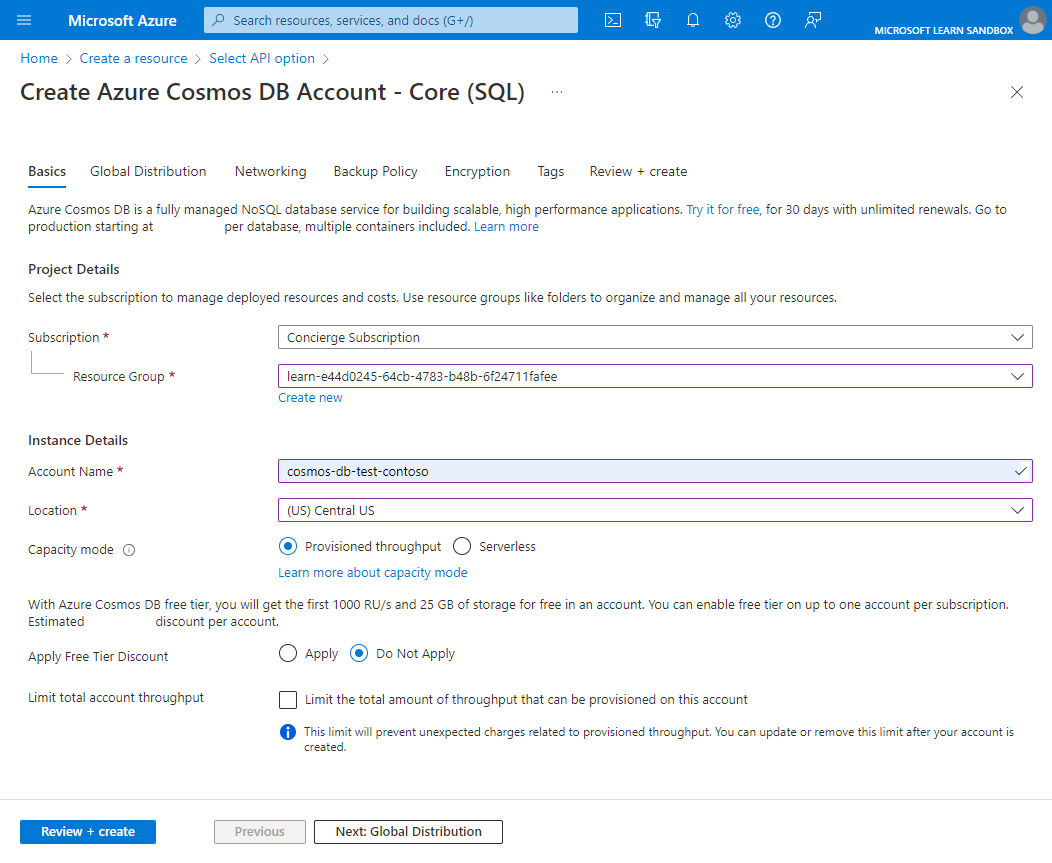 Microsoft Azure
Search resources, services, and docs (G+/)
MICROSOFT LEARN SANDBOX
Home > Create a resource > Select API option >
Create Azure Cosmos DB Account - Core (SQL) ...
Basics Global Distribution Networking Backup Policy Encryption Tags Review + create
Azure Cosmos DB is a fully managed NoSQL database service for building scalable, high performance applications. Try it for free, for 30 days with unlimited renewals. Go to
production starting at per database, multiple containers included. Learn more
Project Details
Select the subscription to manage deployed resources and costs. Use resource groups like folders to organize and manage all your resources.
Subscription * Concierge Subscription
Resource Group * learn-e44d0245-64cb-4783-b48b-6f24711fafee
Create new
Instance Details
Account Name * cosmos-db-test-contoso
Location * (US) Central US
Capacity mode Provisioned throughput Serverless
Learn more about capacity mode
With Azure Cosmos DB free tier, you will get the first 1000 RU/s and 25 GB of storage for free in an account. You can enable free tier on up to one account per subscription.
Estimated discount per account.
Apply Free Tier Discount Apply Do Not Apply
Limit total account throughput Limit the total amount of throughput that can be provisioned on this account
This limit will prevent unexpected charges related to provisioned throughput. You can update or remove this limit after your account is
created.
Review + create Previous Next: Global Distribution